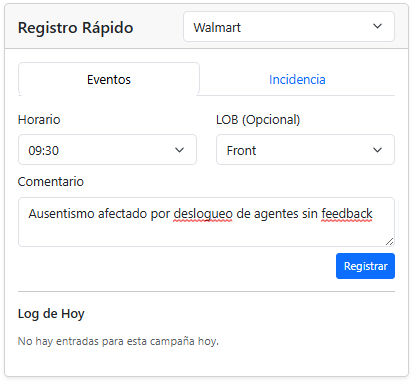 Registro Rápido
Walmart
Eventos
Incidencia
Horario
LOB (Opcional)
09:30
Front
Comentario
Ausentismo afectado por deslogueo de agentes sin feedback
Registrar
Log de Hoy
No hay entradas para esta campaña hoy.